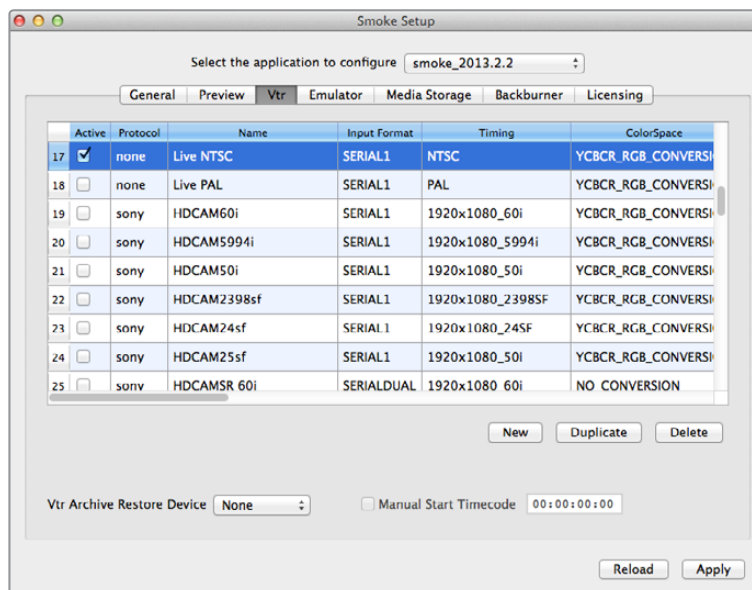 Smoke Setup
Select the application to configure smoke_2013.2.2
General Preview Vtr Emulator Media Storage Backburner Licensing
Active Protocol Name Input Format Timing ColorSpace
17 none Live NTSC SERIAL1 NTSC YCBCR_RGB_CONVERSI
18 none Live PAL SERIAL1 PAL YCBCR_RGB_CONVERSI
19 sony HDCAM60i SERIAL1 1920x1080_60i YCBCR_RGB_CONVERSI
20 sony HDCAM5994i SERIAL1 1920x1080_5994i YCBCR_RGB_CONVERSI
21 sony HDCAM50i SERIAL1 1920x1080_50i YCBCR_RGB_CONVERSI
22 sony HDCAM2398sf SERIAL1 1920x1080_2398SF YCBCR_RGB_CONVERSI
23 sony HDCAM24sf SERIAL1 1920x1080_24SF YCBCR_RGB_CONVERSI
24 sony HDCAM25sf SERIAL1 1920x1080_50i YCBCR_RGB_CONVERSI
25 sony HDCAMSR 60i SERIALDUAL 1920x1080 60i NO CONVERSION
New Duplicate Delete
Vtr Archive Restore Device None Manual Start Timecode 00:00:00:00
Reload Apply